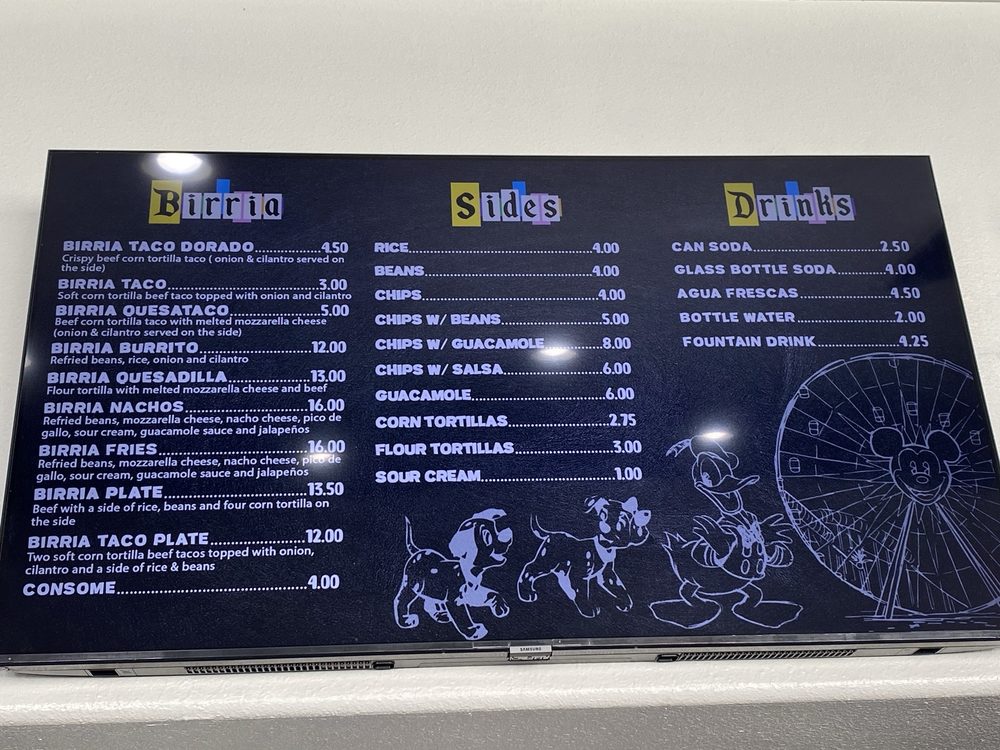 Birria
BIRRIA TACO DORADO..................4.50
Crispy beef corn tortilla taco ( onion & cilantro served on
the side)
BIRRIA TACO..........................................3.00
Soft corn tortilla beef taco topped with onion and cilantro
BIRRIA QUESATACO.........................5.00
Beef corn tortilla taco with melted mozzarella cheese
(onion & cilantro served on the side)
BIRRIA BURRITO...............................12.00
Refried beans, rice, onion and cilantro
BIRRIA QUESADILLA.......................13.00
Flour tortilla with melted mozzarella cheese and beef
BIRRIA NACHOS..................................16.00
Refried beans, mozzarella cheese, nacho cheese, pico de
gallo, sour cream, guacamole sauce and jalapeños
BIRRIA FRIES.........................................16.00
Refried beans, mozzarella cheese, nacho cheese, pico de
gallo, sour cream, guacamole sauce and jalapeños
BIRRIA PLATE.......................................13.50
Beef with a side of rice, beans and four corn tortilla on
the side
BIRRIA TACO PLATE..........................12.00
Two soft corn tortilla beef tacos topped with onion,
cilantro and a side of rice & beans
CONSOME....................................................4.00
Sides
RICE..................................................4.00
BEANS..............................................4.00
CHIPS................................................4.00
CHIPS W/ BEANS...........................5.00
CHIPS W/ GUACAMOLE................8.00
CHIPS W/ SALSA...........................6.00
GUACAMOLE....................................6.00
CORN TORTILLAS...........................2.75
FLOUR TORTILLAS..........................3.00
SOUR CREAM...................................1.00
Drinks
CAN SODA...................................2.50
GLASS BOTTLE SODA.............4.00
AGUA FRESCAS.........................4.50
BOTTLE WATER...........................2.00
FOUNTAIN DRINK......................4.25
SAMSUNG